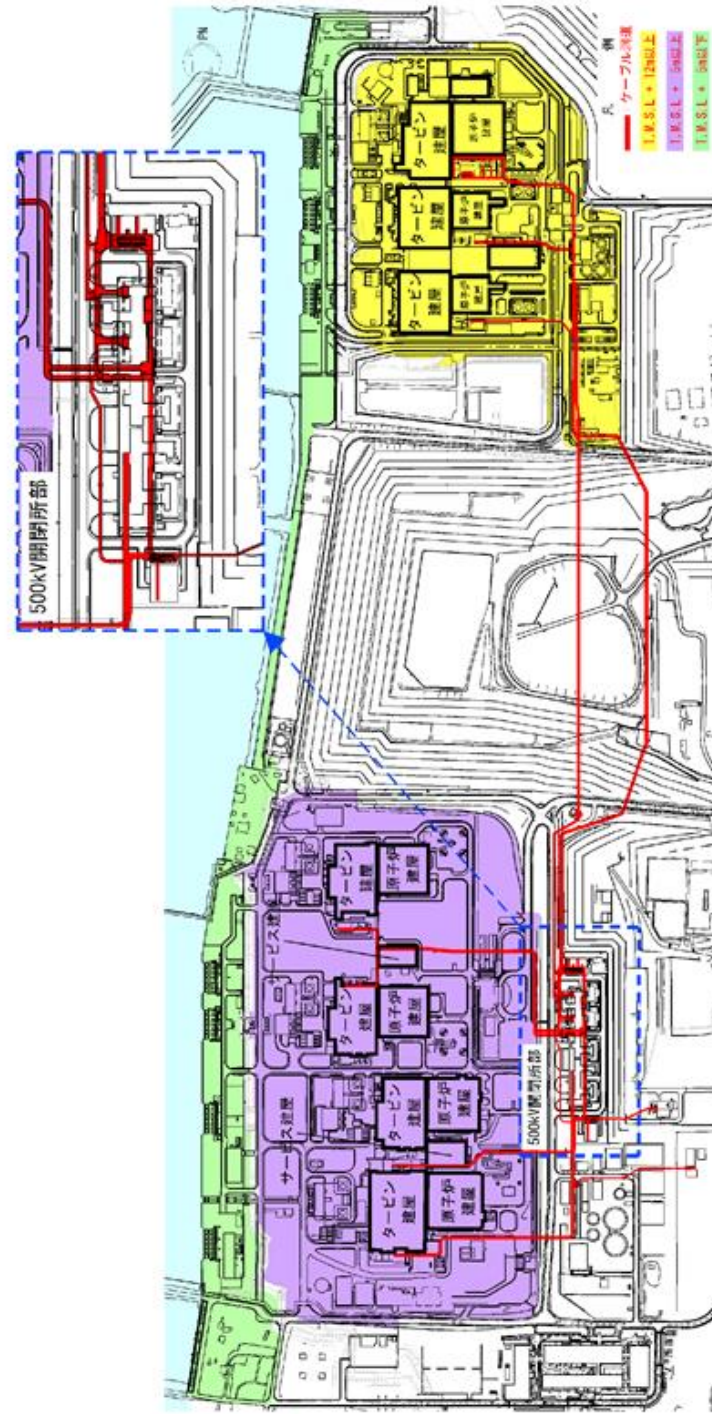 500kV開閉所部
PN
サービス建屋
サービス建屋
タービン
建屋
タービン
建屋
タービン
建屋
タービン
建屋
原子炉
建屋
原子炉
建屋
原子炉
建屋
原子炉
建屋
500kV開閉所部
タービン
建屋
タービン
建屋
タービン
建屋
原子炉
建屋
原子炉
建屋
原子炉
建屋
凡 例
ケーブル洞道
T.M.S.L + 12m以上
T.M.S.L + 5m以上
T.M.S.L + 5m以下